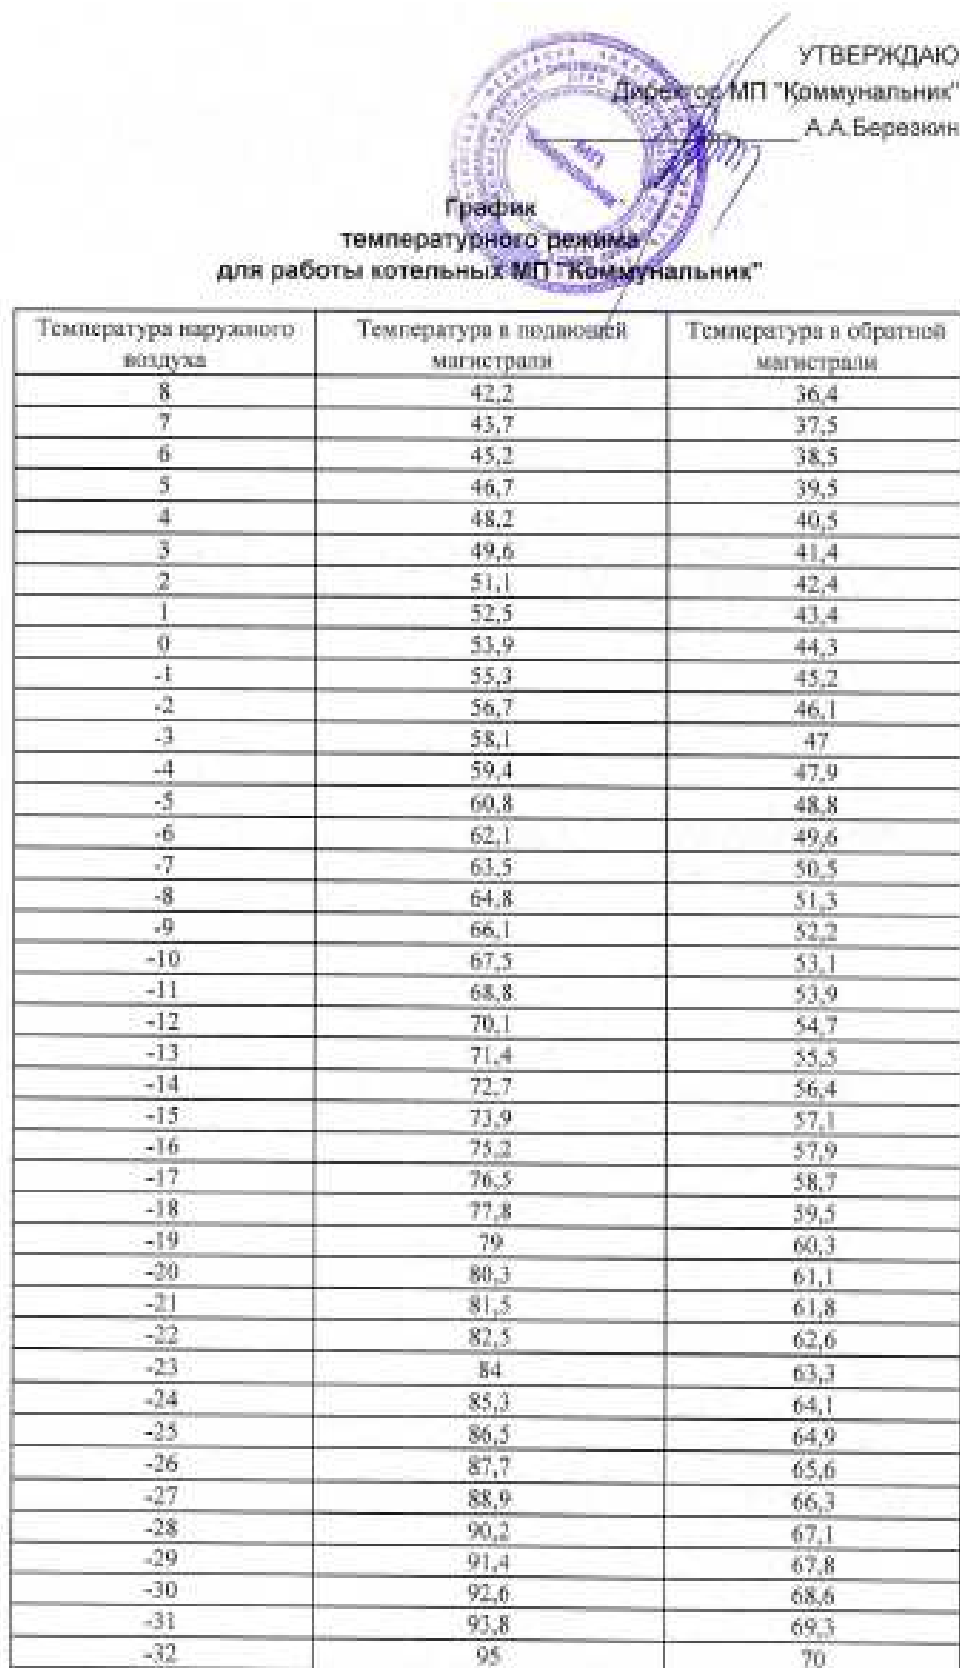 УТВЕРЖДАЮ
Директор МП "Коммунальник"
А.А.Березкин
МП
График
температурного режима
для работы котельных МП "Коммунальник"
Температура наружного воздуха Температура в подающей магистрали Температура в обратной магистрали
8 42,2 36,4
7 43,7 37,5
6 45,2 38,5
5 46,7 39,5
4 48,2 40,5
3 49,6 41,4
2 51,1 42,4
1 52,5 43,4
0 53,9 44,3
-1 55,3 45,2
-2 56,7 46,1
-3 58,1 47
-4 59,4 47,9
-5 60,8 48,8
-6 62,1 49,6
-7 63,5 50,5
-8 64,8 51,3
-9 66,1 52,2
-10 67,5 53,1
-11 68,8 53,9
-12 70,1 54,7
-13 71,4 55,5
-14 72,7 56,4
-15 73,9 57,1
-16 75,2 57,9
-17 76,5 58,7
-18 77,8 59,5
-19 79 60,3
-20 80,3 61,1
-21 81,5 61,8
-22 82,5 62,6
-23 84 63,3
-24 85,3 64,1
-25 86,5 64,9
-26 87,7 65,6
-27 88,9 66,3
-28 90,2 67,1
-29 91,4 67,8
-30 92,6 68,6
-31 93,8 69,3
-32 95 70